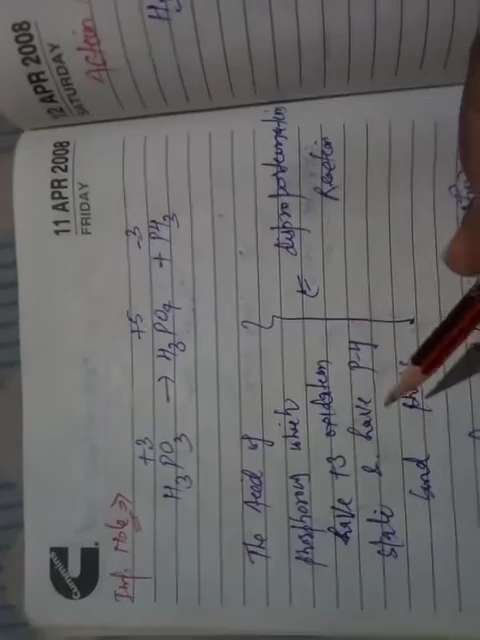 12 APR 2008
SATURDAY
Action
11 APR 2008
FRIDAY
Cummins
Imp. Note ⇒
+3 +5 -3
H3PO3 → H3PO4 + PH3
The Acid of
phosphorus which
have +3 oxidation
state & have P-H
bond
← disproportionation
Reaction